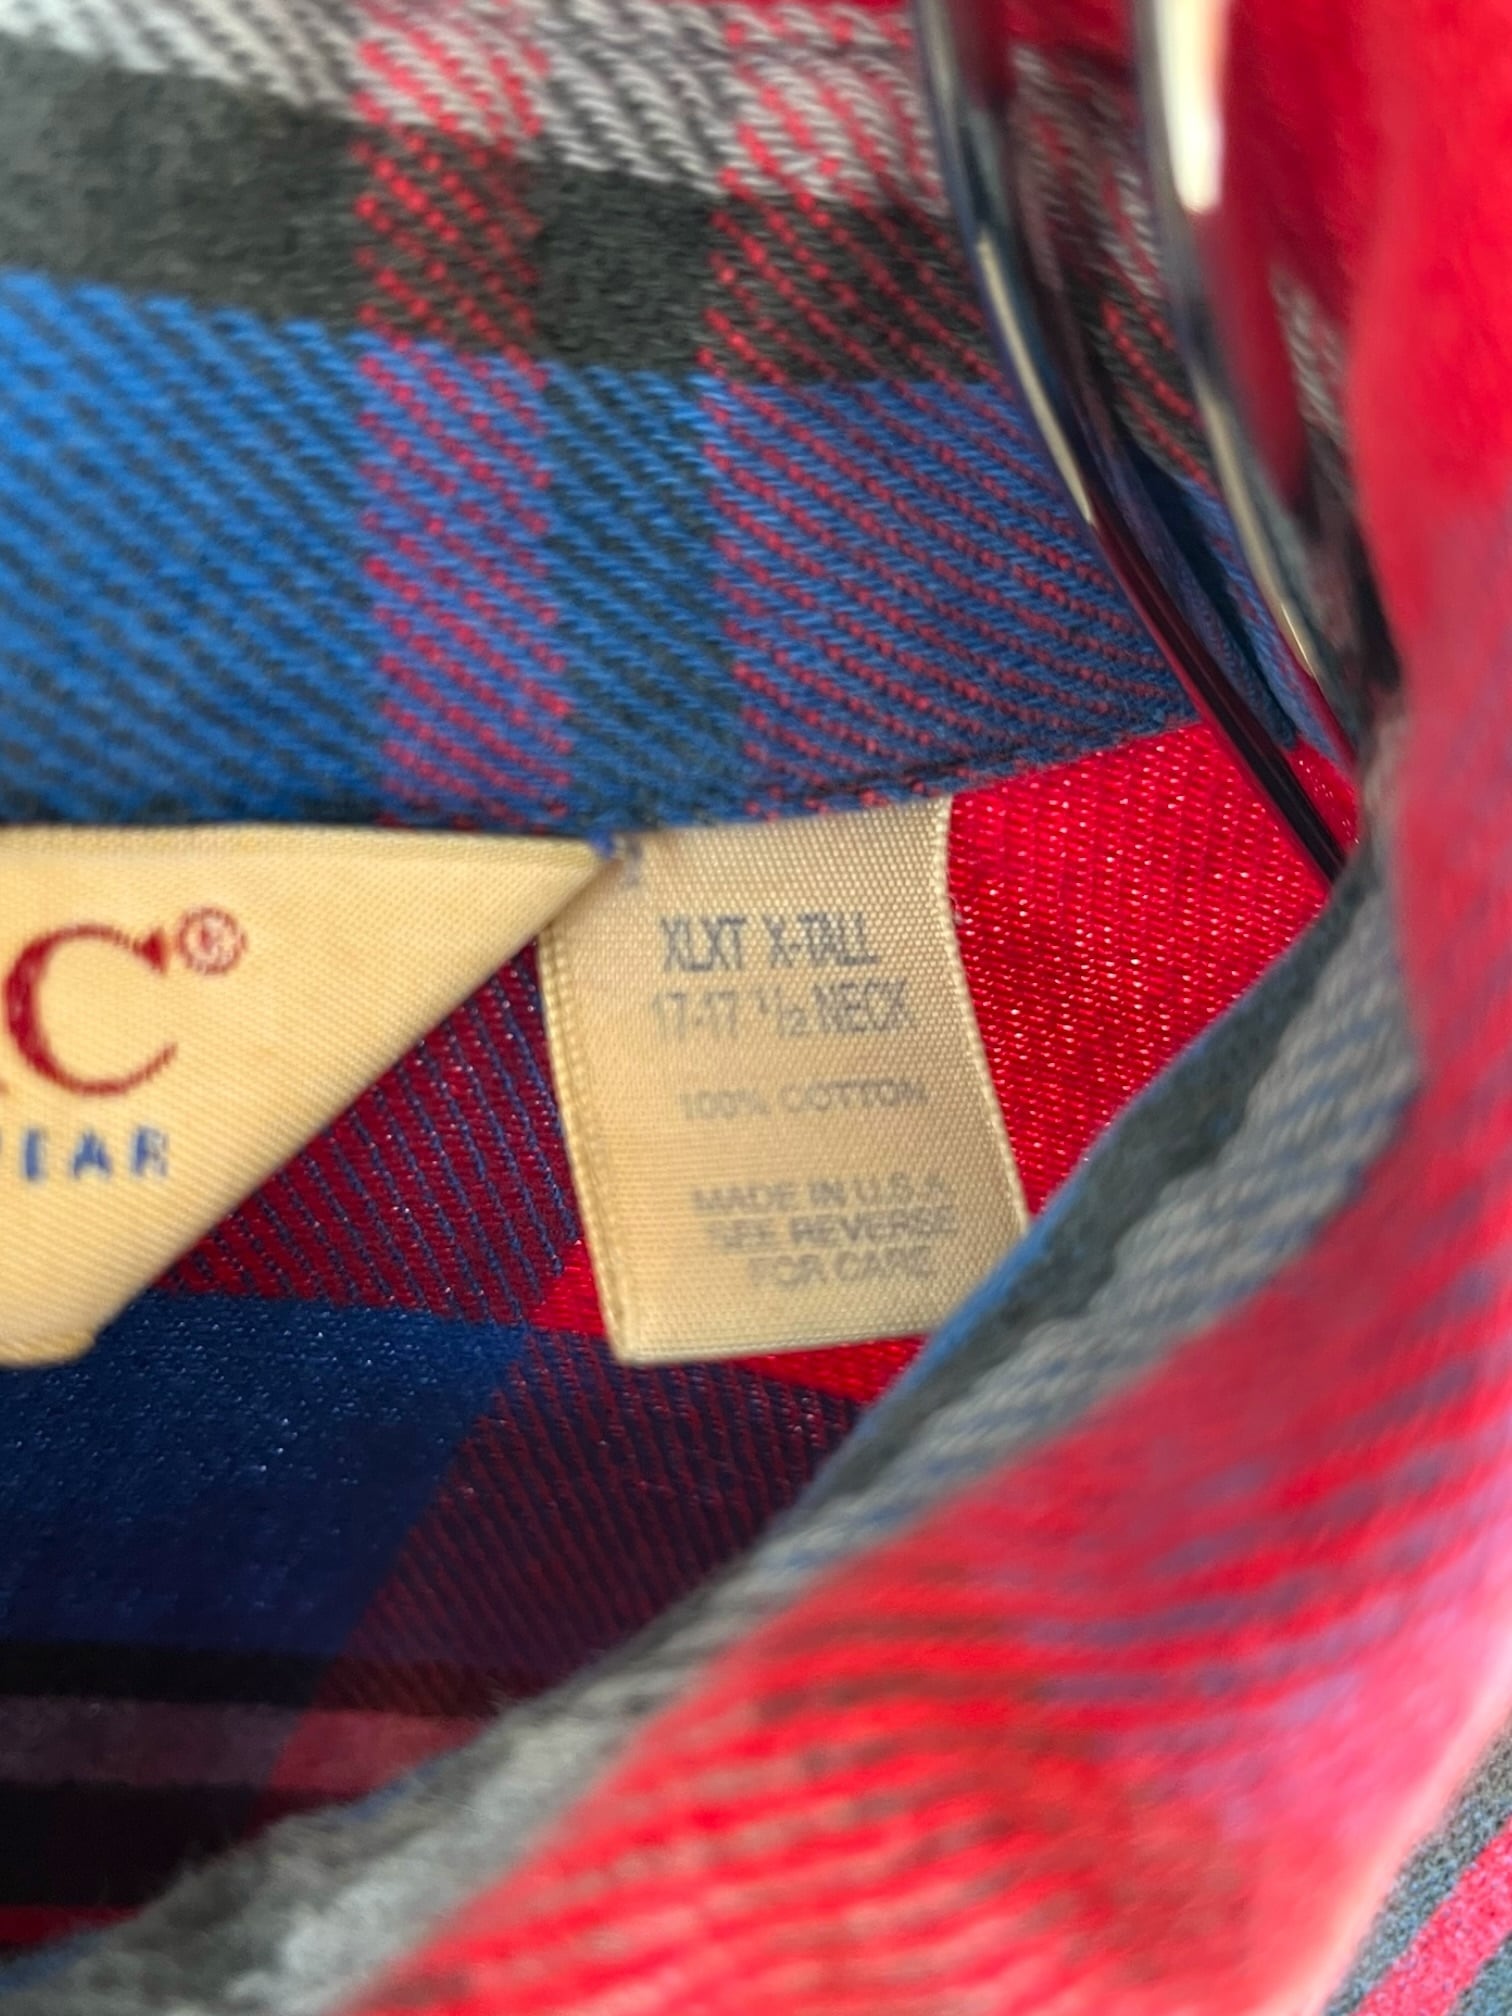 C®
EAR
XLXT X-TALL
17-17 ½ NECK
100% COTTON
MADE IN U.S.A.
SEE REVERSE
FOR CARE